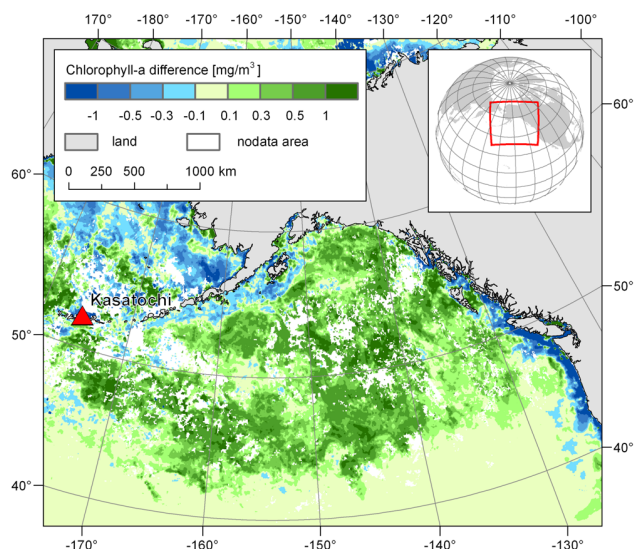 170° -180° -170° -160° -150° -140° -130° -120° -110° -100°
Chlorophyll-a difference [mg/m³]
-1 -0.5 -0.3 -0.1 0.1 0.3 0.5 1
land nodata area
0 250 500 1000 km
60° 60°
Kasatochi
50° 50°
40° 40°
-170° -160° -150° -140° -130°